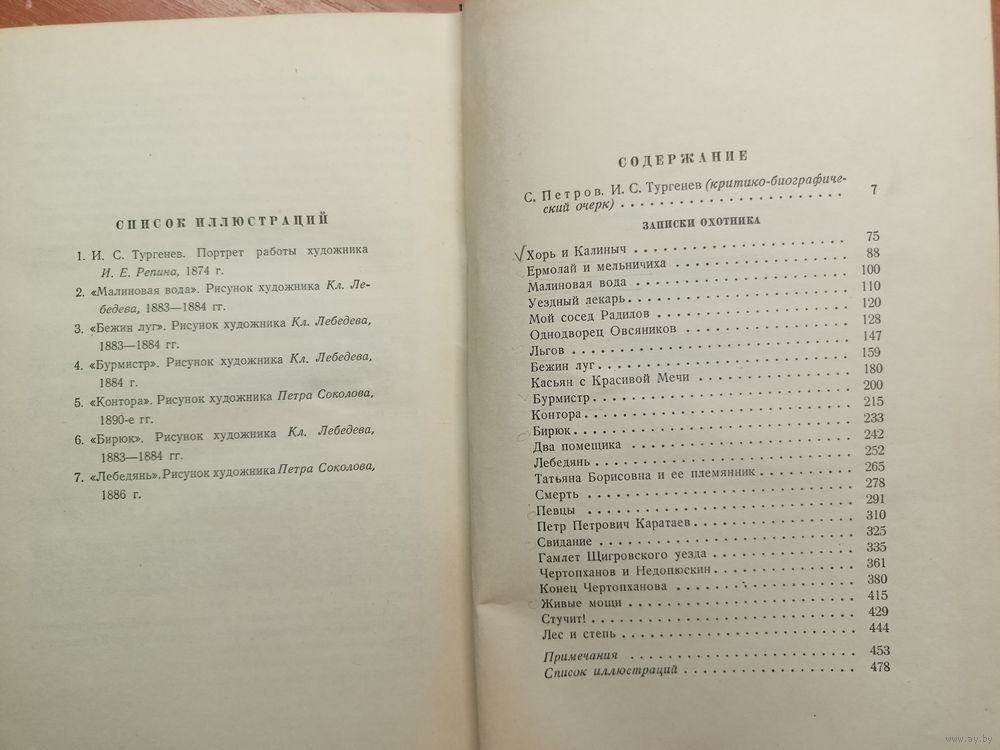 СПИСОК ИЛЛЮСТРАЦИЙ
1. И. С. Тургенев. Портрет работы художника
И. Е. Репина, 1874 г.
2. «Малиновая вода». Рисунок художника Кл. Ле-
бедева, 1883—1884 гг.
3. «Бежин луг». Рисунок художника Кл. Лебедева,
1883—1884 гг.
4. «Бурмистр». Рисунок художника Кл. Лебедева,
1884 г.
5. «Контора». Рисунок художника Петра Соколова,
1890-е гг.
6. «Бирюк». Рисунок художника Кл. Лебедева,
1883—1884 гг.
7. «Лебедянь». Рисунок художника Петра Соколова,
1886 г.
СОДЕРЖАНИЕ
С. Петров. И. С. Тургенев (критико-биографиче-
ский очерк) . . . . . . . . . . 7
ЗАПИСКИ ОХОТНИКА
Хорь и Калиныч . . . . . . . . . . 75
Ермолай и мельничиха . . . . . . . . . . 88
Малиновая вода . . . . . . . . . . 100
Уездный лекарь . . . . . . . . . . 110
Мой сосед Радилов . . . . . . . . . . 120
Однодворец Овсяников . . . . . . . . . . 128
Льгов . . . . . . . . . . 147
Бежин луг . . . . . . . . . . 159
Касьян с Красивой Мечи . . . . . . . . . . 180
Бурмистр . . . . . . . . . . 200
Контора . . . . . . . . . . 215
Бирюк . . . . . . . . . . 233
Два помещика . . . . . . . . . . 242
Лебедянь . . . . . . . . . . 252
Татьяна Борисовна и ее племянник . . . . . . . . 265
Смерть . . . . . . . . . . 278
Певцы . . . . . . . . . . 291
Петр Петрович Каратаев . . . . . . . . . . 310
Свидание . . . . . . . . . . 325
Гамлет Щигровского уезда . . . . . . . . . . 335
Чертопханов и Недопюскин . . . . . . . . . . 361
Конец Чертопханова . . . . . . . . . . 380
Живые мощи . . . . . . . . . . 415
Стучит! . . . . . . . . . . 429
Лес и степь . . . . . . . . . . 444
Примечания . . . . . . . . . . 453
Список иллюстраций . . . . . . . . . . 478
www.ay.by